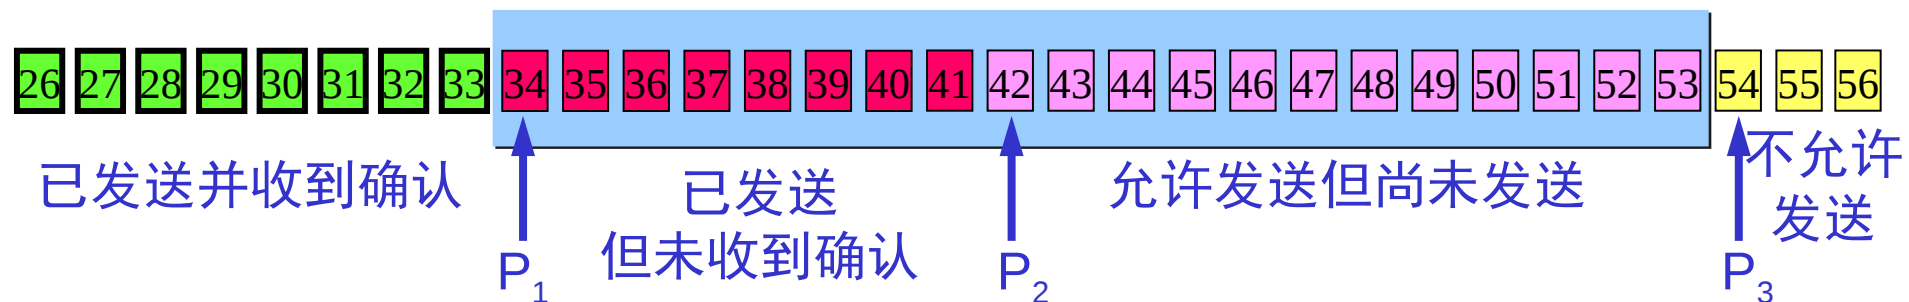 26 27 28 29 30 31 32 33 34 35 36 37 38 39 40 41 42 43 44 45 46 47 48 49 50 51 52 53 54 55 56
已发送并收到确认
已发送
但未收到确认
允许发送但尚未发送
不允许
发送
P1
P2
P3